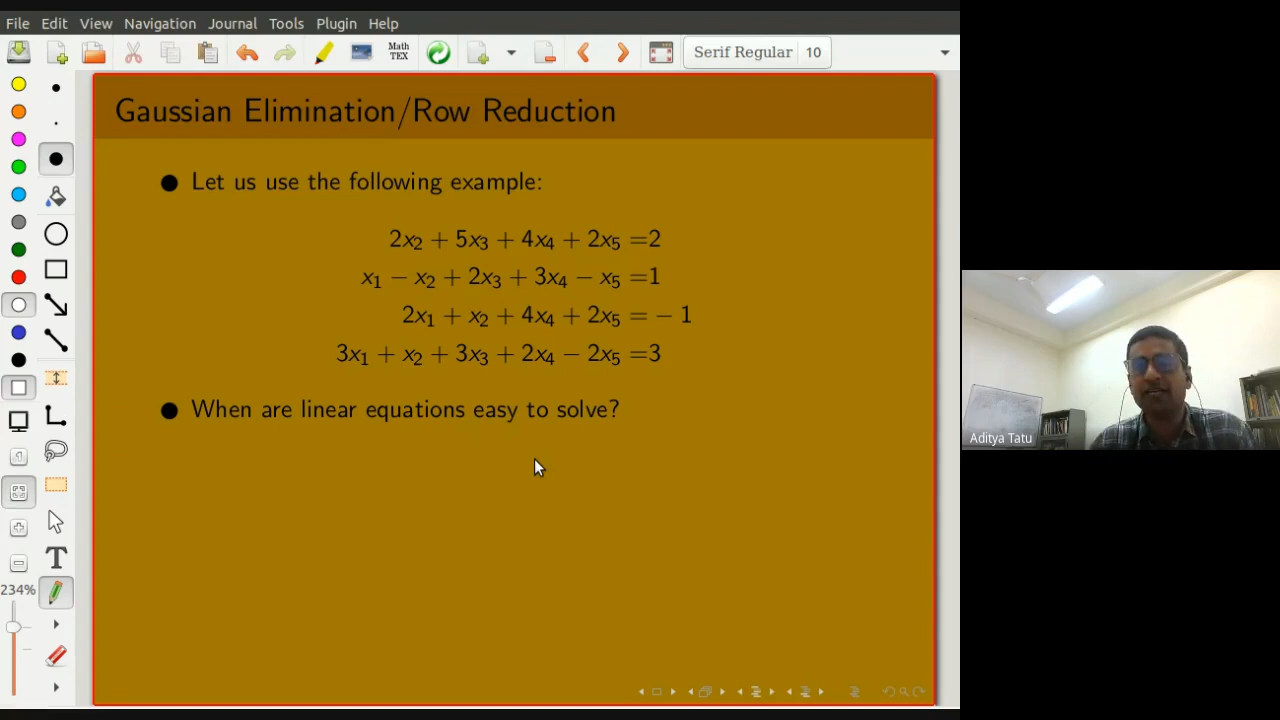 File Edit View Navigation Journal Tools Plugin Help
Math TEX Serif Regular 10
Gaussian Elimination/Row Reduction
● Let us use the following example:
2x₂ + 5x₃ + 4x₄ + 2x₅ =2
x₁ − x₂ + 2x₃ + 3x₄ − x₅ =1
2x₁ + x₂ + 4x₄ + 2x₅ = − 1
3x₁ + x₂ + 3x₃ + 2x₄ − 2x₅ =3
● When are linear equations easy to solve?
T
234%
Aditya Tatu